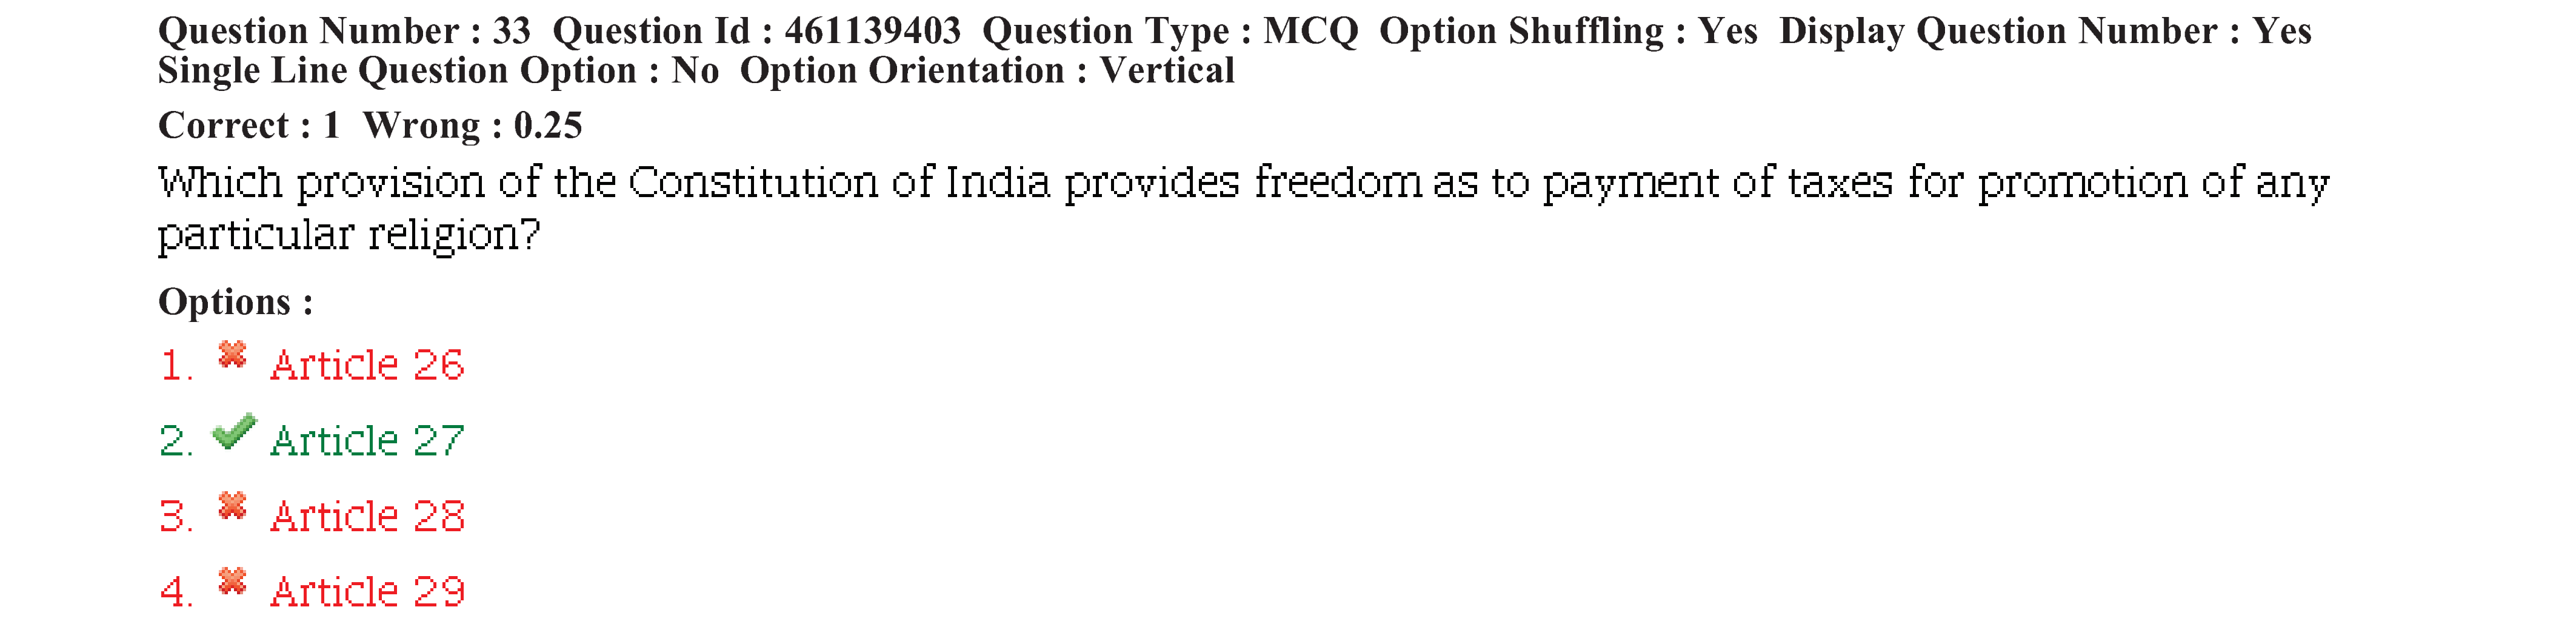 Question Number : 33 Question Id : 461139403 Question Type : MCQ Option Shuffling : Yes Display Question Number : Yes
Single Line Question Option : No Option Orientation : Vertical
Correct : 1 Wrong : 0.25
Which provision of the Constitution of India provides freedom as to payment of taxes for promotion of any
particular religion?
Options :
1. Article 26
2. Article 27
3. Article 28
4. Article 29